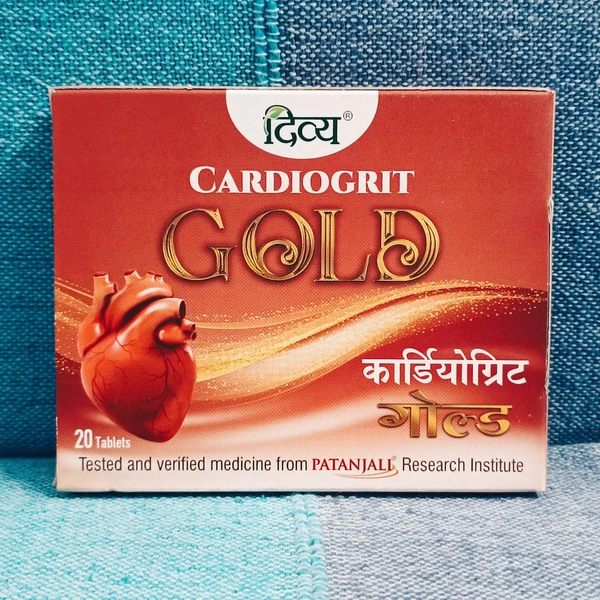 दिव्य®
CARDIOGRIT
GOLD
कार्डियोग्रिट
गोल्ड
20 Tablets
Tested and verified medicine from PATANJALI® Research Institute